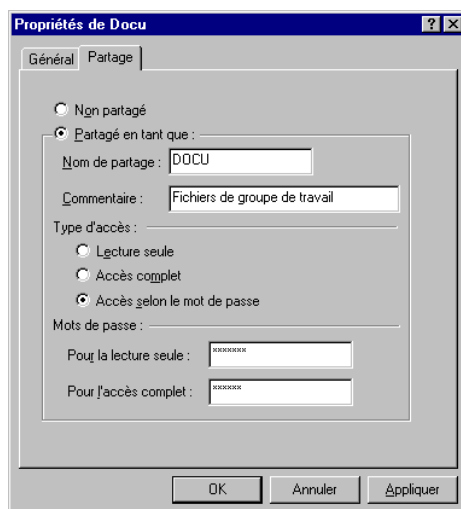 Propriétés de Docu
Général Partage
Non partagé
Partagé en tant que :
Nom de partage : DOCU
Commentaire : Fichiers de groupe de travail
Type d'accès :
Lecture seule
Accès complet
Accès selon le mot de passe
Mots de passe :
Pour la lecture seule : *******
Pour l'accès complet : ******
OK Annuler Appliquer